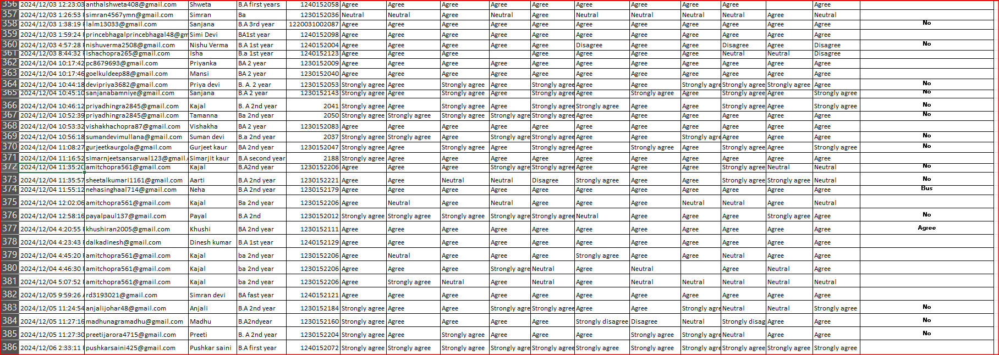 356 2024/12/03 12:23:03 anthalshweta408@gmail.com Shweta B.A first years 1240152058 Agree Agree Agree Agree Agree Agree Agree Agree Agree Agree
357 2024/12/03 1:26:53 simran4567ymn@gmail.com Simran Ba 1230152036 Neutral Neutral Agree Neutral Agree Neutral Neutral Neutral Neutral Agree Neutral
358 2024/12/03 1:38:19 lalm13033@gmail.com Sanjana B.A 3rd year 1220031002087 Agree Agree Agree Agree Agree Agree Agree Agree Agree Agree Agree No
359 2024/12/03 1:59:24 princebhagalprincebhagal48@gm Simi Devi BA1st year 1240152098 Agree Agree Agree Agree Agree Agree Agree Agree Agree Agree Agree
360 2024/12/03 4:57:28 nishuverma2508@gmail.com Nishu Verma B.A 1st year 1240152004 Agree Agree Agree Agree Agree Disagree Agree Agree Disagree Agree Disagree No
361 2024/12/03 8:44:32 ishachopra265@gmail.com Isha B.a 1st year 1240152123 Agree Agree Agree Agree Agree Agree Agree Neutral Neutral Disagree
362 2024/12/04 10:17:42 pc8679693@gmail.com Priyanka BA 2 year 1230152009 Agree Agree Agree Agree Agree Agree Agree Agree Agree Agree Agree
363 2024/12/04 10:17:46 goelkuldeep88@gmail.com Mansi BA 2 year 1230152040 Agree Agree Agree Agree Agree Agree Agree Agree Agree Agree Agree
364 2024/12/04 10:44:18 devipriya3682@gmail.com Priya devi B. A. 2 year 1230152053 Strongly agree Agree Strongly agree Agree Strongly agree Agree Agree Strongly agre Strongly agree Strongly agree Agree No
365 2024/12/04 10:45:10 sanjanabamniye@gmail.com Sanjana B.A 2 year 1230152143 Strongly agree Agree Strongly agree Agree Strongly agree Agree Strongly agree Agree Strongly agree Agree Strongly agree No
366 2024/12/04 10:46:12 priyadhingra2845@gmail.com Kajal B. A 2nd year 2041 Strongly agree Agree Strongly agree Agree Strongly agree Strongly agree Agree Agree Strongly agree Agree Strongly agree No
367 2024/12/04 10:52:39 priyadhingra2845@gmail.com Tamanna Ba 2nd year 2050 Strongly agree Strongly agree Strongly agree Strongly agre Strongly agree Agree Agree Agree Agree Agree Agree No
368 2024/12/04 10:53:32 vishakhachopra87@gmail.com Vishakha BA 2 year 1230152083 Agree Agree Agree Agree Agree Agree Agree Agree Agree Agree Agree
369 2024/12/04 10:56:18 sumandevimullana@gmail.com Suman devi B.a 2nd year 2037 Strongly agree Strongly agree Agree Strongly agre Strongly agree Agree Agree Strongly agre Agree Agree Agree No
370 2024/12/04 11:08:27 gurjeetkaurgola@gmail.com Gurjeet kaur BA 2nd year 1230152047 Strongly agree Agree Strongly agree Agree Strongly agree Agree Strongly agree Agree Strongly agree Agree Strongly agree No
371 2024/12/04 11:16:52 simarnjeetsansarwal123@gmail.c Simarjit kaur B.A second year 2188 Strongly agree Agree Agree Agree Agree Agree Agree Agree Agree Agree Agree
372 2024/12/04 11:35:20 amitchopra561@gmail.com Kajal B.A2nd year 1230152206 Agree Agree Agree Strongly agre Strongly agree Agree Agree Agree Strongly agree Neutral Neutral No
373 2024/12/04 11:35:57 sheetalkumari1161@gmail.com Aarti B.A 2nd year 1230152221 Agree Agree Neutral Neutral Disagree Strongly agree Agree Agree Strongly agree Strongly agree Neutral No
374 2024/12/04 11:55:12 nehasinghaal714@gmail.com Neha B.A 2nd year 1230152179 Agree Agree Agree Agree Agree Agree Agree Agree Agree Agree Agree Bus
375 2024/12/04 12:02:06 amitchopra561@gmail.com Kajal Ba 2nd year 1230152206 Agree Neutral Agree Neutral Agree Agree Agree Neutral Neutral Agree Neutral
376 2024/12/04 12:58:16 payalpaul137@gmail.com Payal B.A 2nd 1230152012 Strongly agree Strongly agree Strongly agree Strongly agre Strongly agree Neutral Agree Agree Agree Strongly agree Agree No
377 2024/12/04 4:20:55 khushiran2005@gmail.com Khushi BA 2nd year 1230152111 Agree Agree Agree Agree Agree Agree Agree Agree Agree Agree Agree Agree
378 2024/12/04 4:23:43 dalkadinesh@gmail.com Dinesh kumar B.A 1st year 1240152129 Agree Agree Agree Agree Agree Agree Agree Agree Agree Agree Agree
379 2024/12/04 4:45:20 amitchopra561@gmail.com Kajal ba 2nd year 1230152206 Agree Neutral Agree Agree Agree Strongly agree Agree Agree Neutral Agree Agree
380 2024/12/04 4:46:30 amitchopra561@gmail.com Kajal ba 2nd year 1230152206 Agree Agree Agree Strongly agre Neutral Agree Neutral Agree Neutral Agree
381 2024/12/04 5:07:52 amitchopra561@gmail.com Kajal ba 2nd year 1230152206 Agree Strongly agree Neutral Agree Neutral Agree Neutral Neutral Neutral Neutral Neutral
382 2024/12/05 9:59:26 rd3193021@gmail.com Simran devi BA fast year 1240152121 Agree Agree Agree Agree Agree Agree Agree Agree Agree Agree Agree
383 2024/12/05 11:24:54 anjalijohar48@gmail.com Anjali B.A 2nd year 1230152184 Strongly agree Agree Agree Strongly agre Strongly agree Agree Agree Strongly agre Neutral Neutral Strongly agree No
384 2024/12/05 11:27:16 madhunagramadhu@gmail.com Madhu B.A2ndyear 1230152160 Strongly agree Agree Agree Agree Agree Strongly disagree Disagree Neutral Strongly disag Agree Agree No
385 2024/12/05 11:27:30 preetijarora4715@gmail.com Preeti B. A 2nd year 1230152204 Strongly agree Agree Strongly agree Agree Agree Agree Strongly agree Strongly agre Neutral Agree Agree No
386 2024/12/06 2:33:11 pushkarsaini425@gmail.com Pushkar saini B.A first year 1240152072 Strongly agree Strongly agree Strongly agree Strongly agre Strongly agree Strongly agree Strongly agree Strongly agre Strongly agree Strongly agree Strongly agree